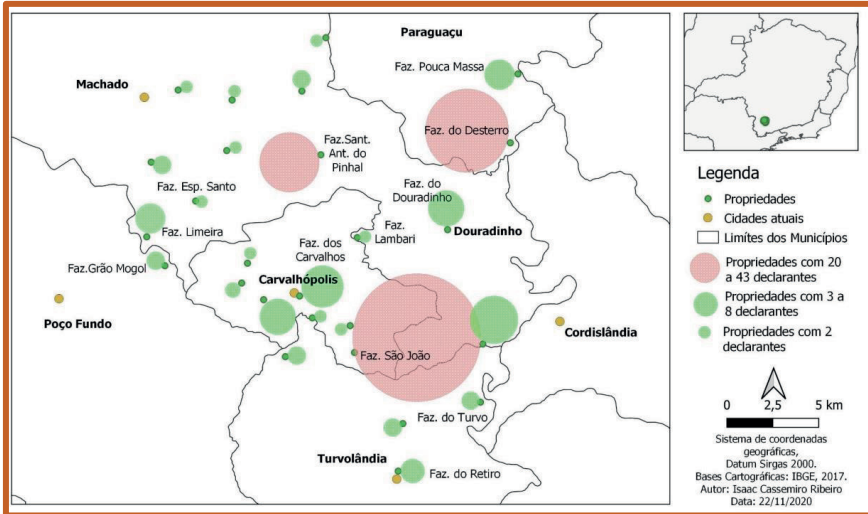 Paraguaçu
Faz. Pouca Massa
Machado
Faz. do Desterro
Faz.Sant.
Ant. do
Pinhal
Faz. Esp. Santo
Faz. do
Douradinho
Faz. Limeira
Faz.
Lambari
Douradinho
Faz. dos
Carvalhos
Faz.Grão Mogol
Carvalhópolis
Poço Fundo
Cordislândia
Faz. São João
Faz. do Turvo
Turvolândia
Faz. do Retiro
Legenda
Propriedades
Cidades atuais
Limítes dos Municípios
Propriedades com 20
a 43 declarantes
Propriedades com 3 a
8 declarantes
Propriedades com 2
declarantes
0 2,5 5 km
Sistema de coordenadas
geográficas,
Datum Sirgas 2000.
Bases Cartográficas: IBGE, 2017.
Autor: Isaac Cassemiro Ribeiro
Data: 22/11/2020